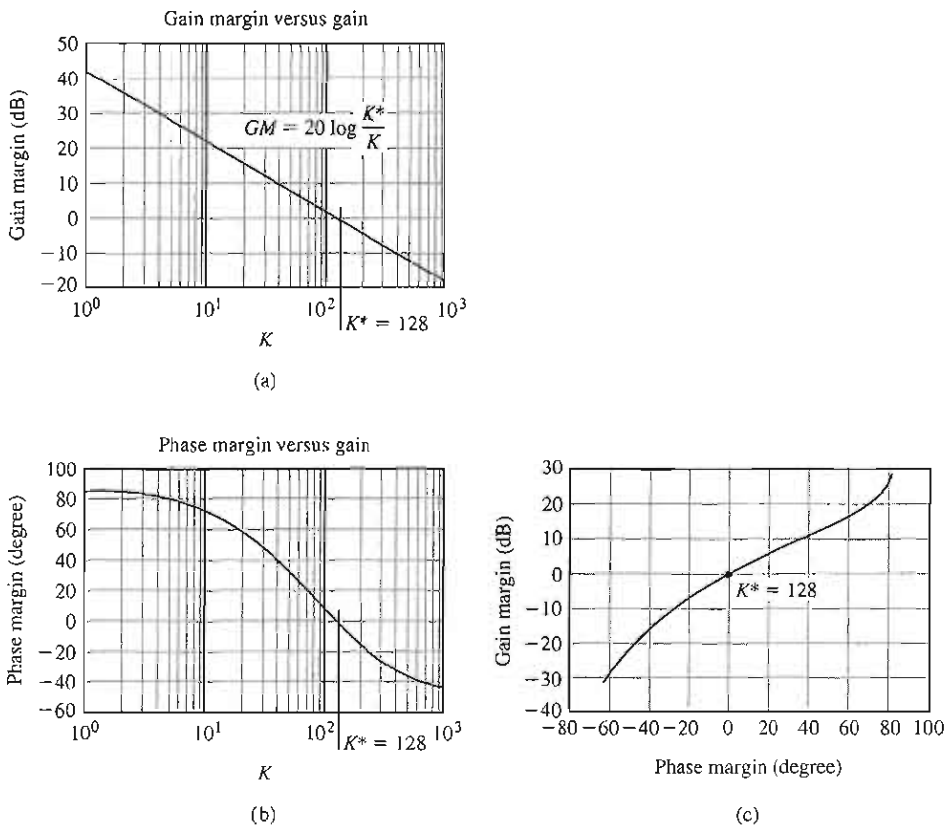 Gain margin versus gain
50
40
30
20
10
0
−10
−20
Gain margin (dB)
GM = 20 log K*/K
10^0 10^1 10^2 10^3
K* = 128
K
(a)
Phase margin versus gain
100
80
60
40
20
0
−20
−40
−60
Phase margin (degree)
10^0 10^1 10^2 10^3
K* = 128
K
(b)
30
20
10
0
−10
−20
−30
−40
Gain margin (dB)
K* = 128
−80 −60 −40 −20 0 20 40 60 80 100
Phase margin (degree)
(c)